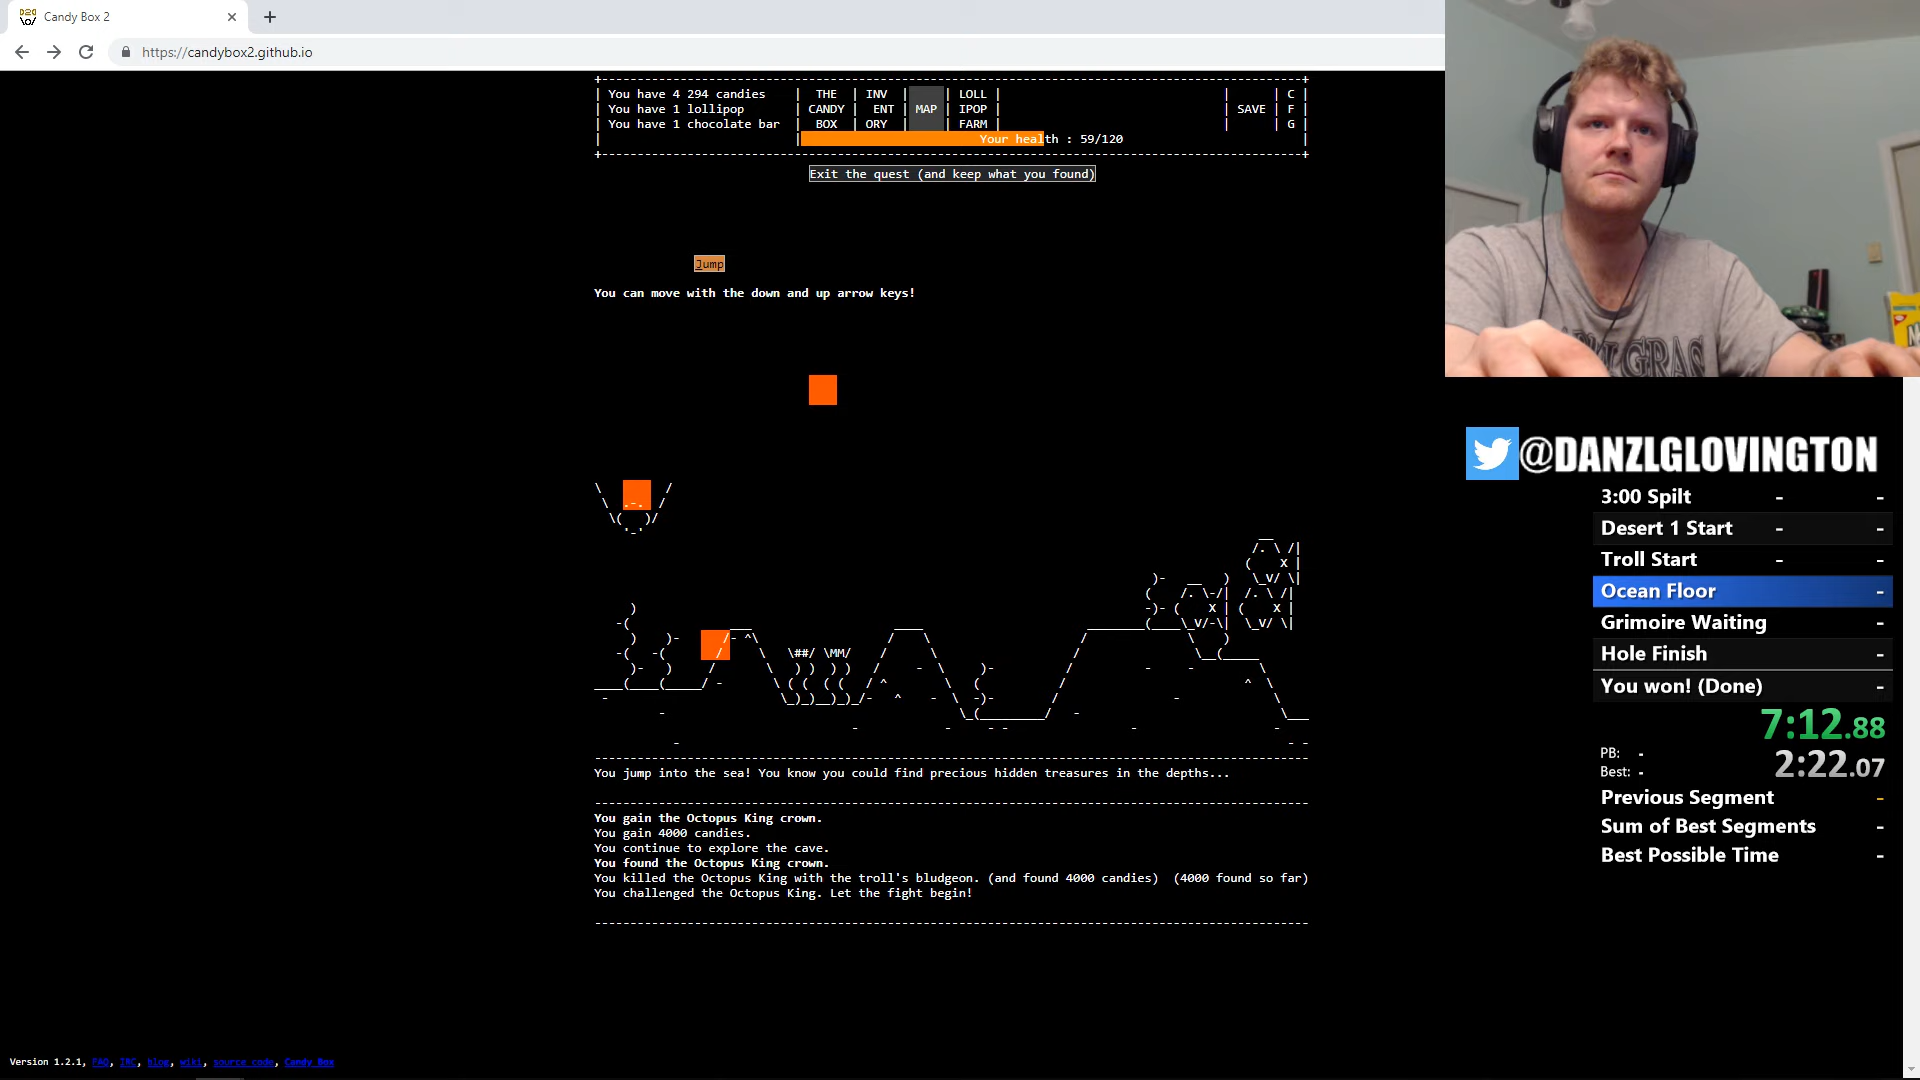 Candy Box 2
https://candybox2.github.io
You have 4 294 candies | THE | INV | | LOLL | | | C |
You have 1 lollipop | CANDY | ENT | MAP | IPOP | | SAVE | F |
You have 1 chocolate bar | BOX | ORY | | FARM | | | G |
Your health : 59/120
Exit the quest (and keep what you found)
Jump
You can move with the down and up arrow keys!
You jump into the sea! You know you could find precious hidden treasures in the depths...
You gain the Octopus King crown.
You gain 4000 candies.
You continue to explore the cave.
You found the Octopus King crown.
You killed the Octopus King with the troll's bludgeon. (and found 4000 candies)  (4000 found so far)
You challenged the Octopus King. Let the fight begin!
Version 1.2.1, FAQ, IRC, blog, wiki, source code, Candy Box
@DANZLGLOVINGTON
3:00 Spilt - -
Desert 1 Start - -
Troll Start - -
Ocean Floor -
Grimoire Waiting -
Hole Finish -
You won! (Done) -
7:12.88
PB: -
Best: -
2:22.07
Previous Segment -
Sum of Best Segments -
Best Possible Time -